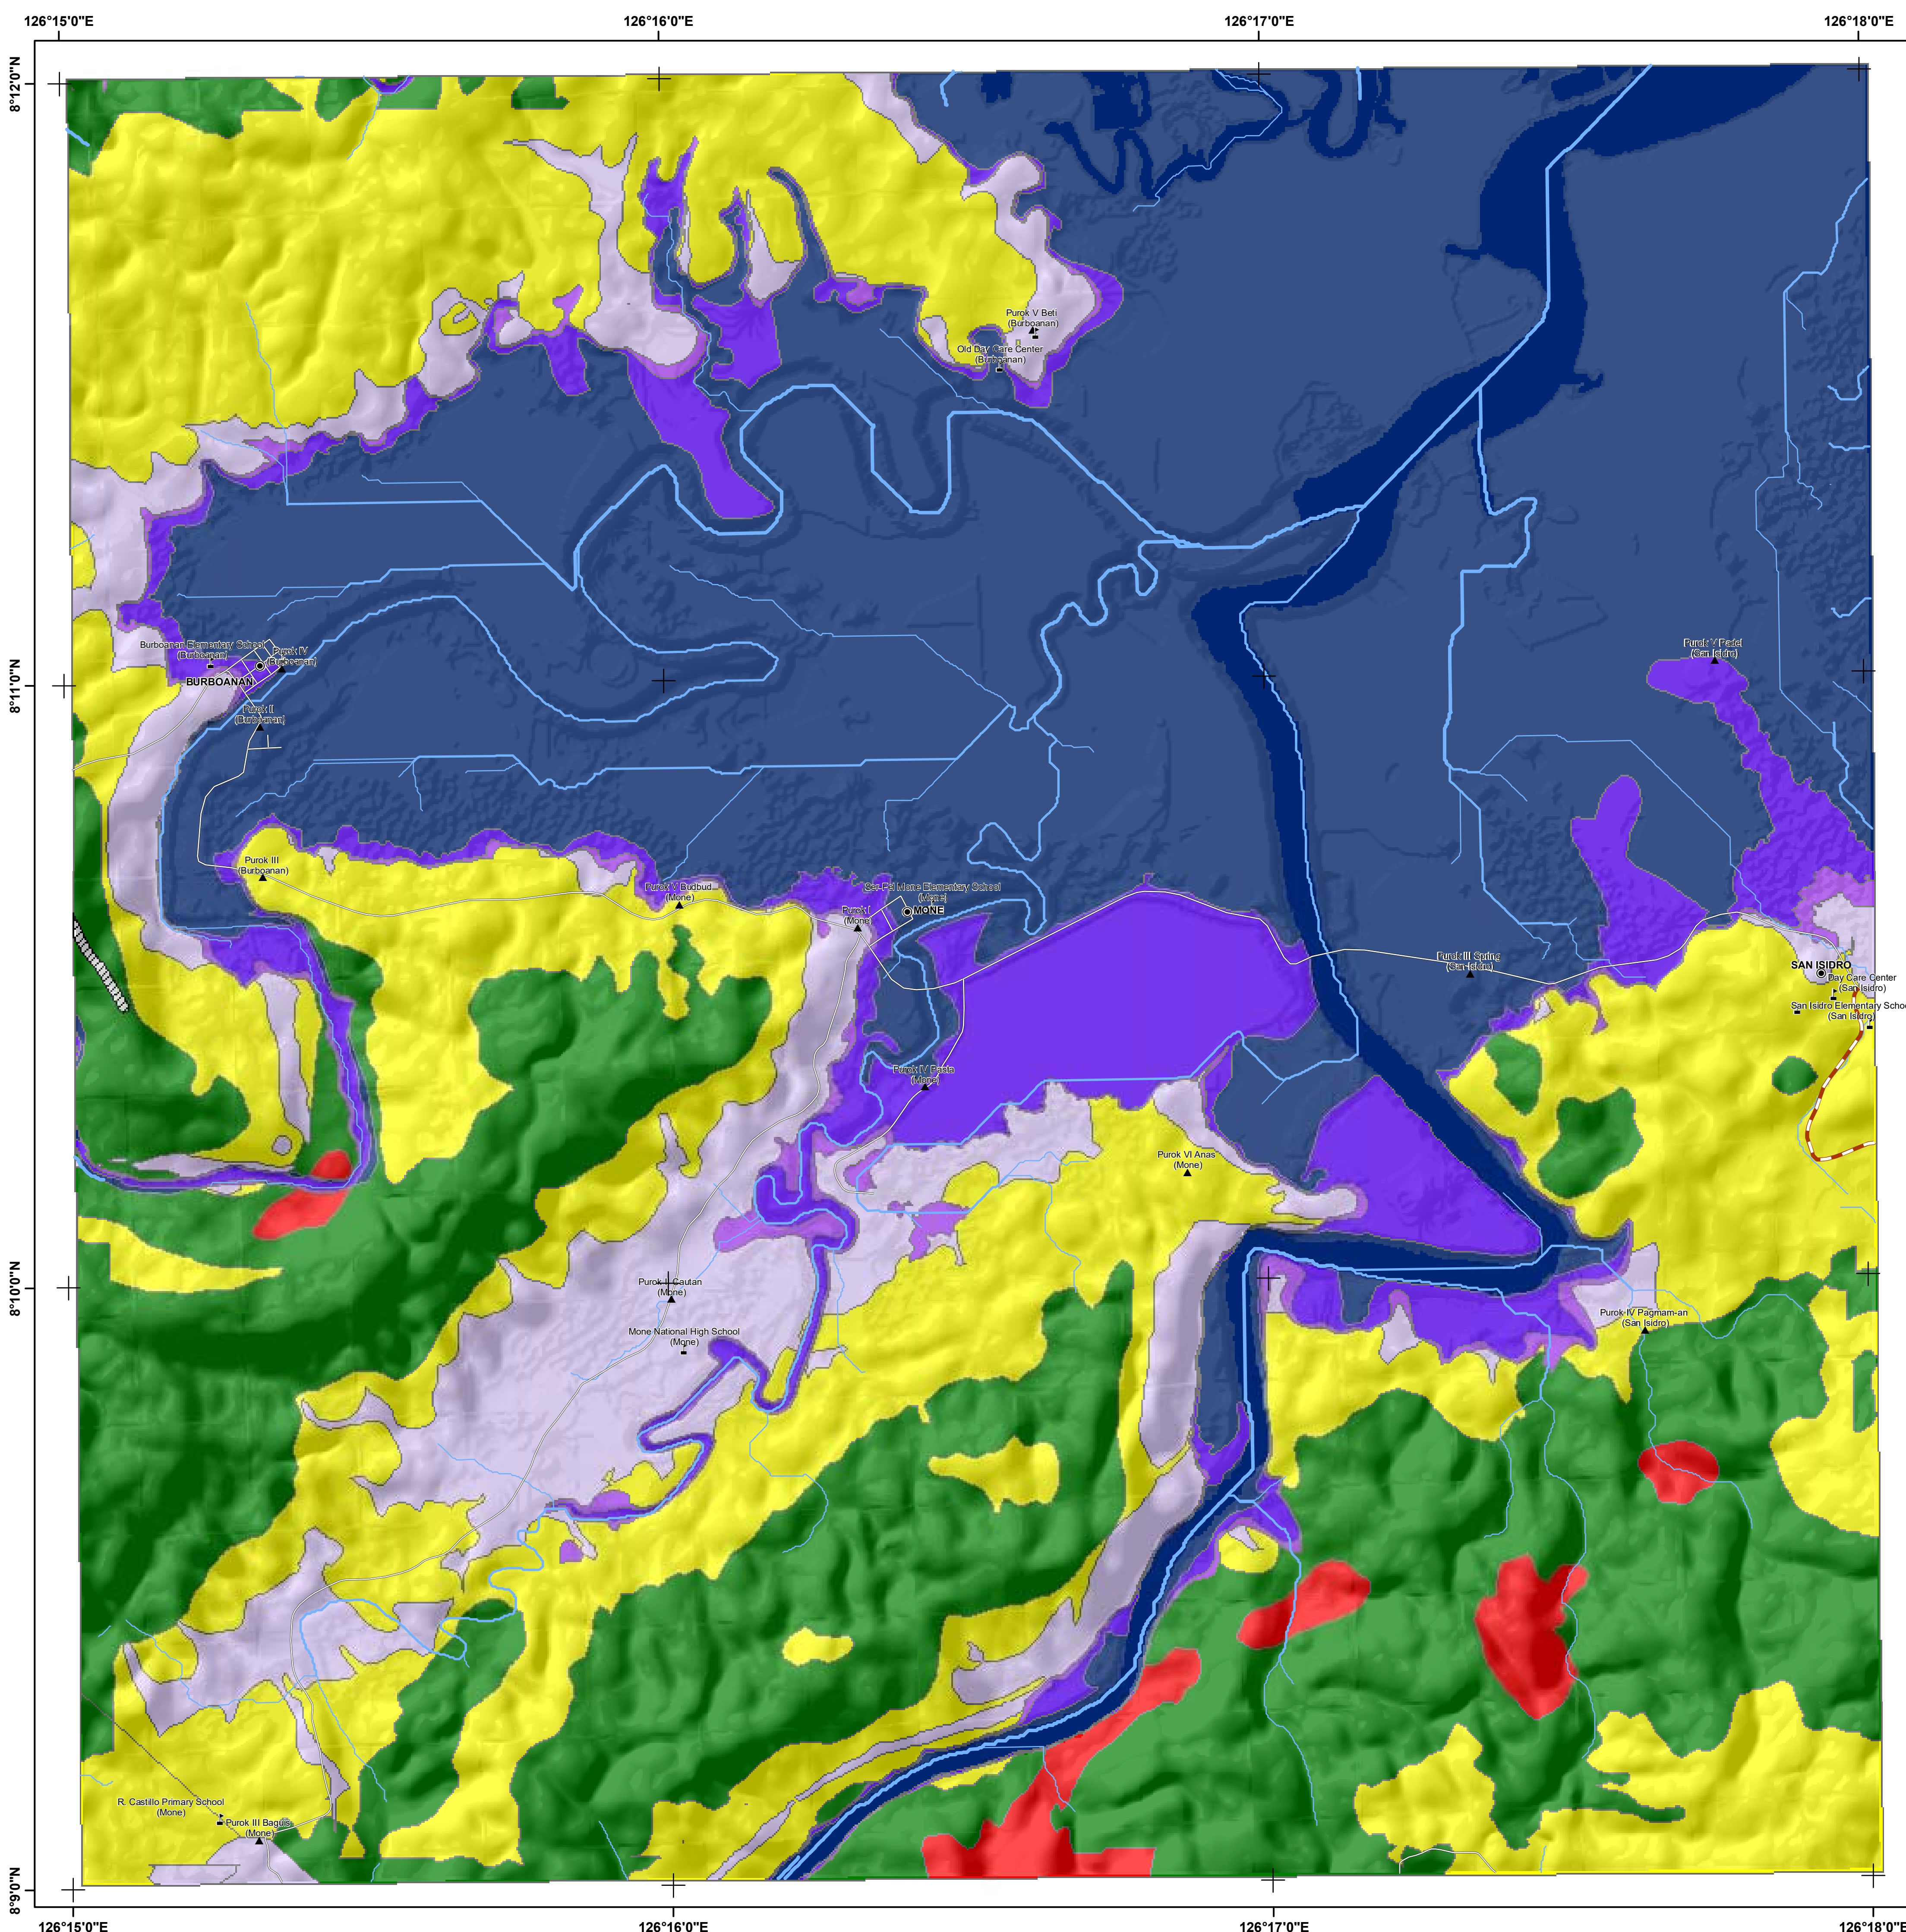 126°15'0"E
126°16'0"E
126°17'0"E
126°18'0"E
8°12'0"N
Purok V Beti
(Burboanan)
Old Day Care Center
(Burboanan)
8°11'0"N
Burboanan Elementary School
(Burboanan)
Purok IV
(Burboanan)
BURBOANAN
Purok II
(Burboanan)
Purok V Padel
(San Isidro)
Purok III
(Burboanan)
Purok V Budbud
(Mone)
Ser-Fel Mone Elementary School
(Mone)
Purok I
(Mone)
MONE
Purok III Spring
(San Isidro)
SAN ISIDRO
Day Care Center
(San Isidro)
San Isidro Elementary Schoo
(San Isidro)
Purok IV Pasta
(Mone)
Purok VI Anas
(Mone)
8°10'0"N
Cautan
(Mone)
Purok IV Pagmam-an
(San Isidro)
Mone National High School
(Mone)
R. Castillo Primary School
(Mone)
Purok III Baguis
(Mone)
8°9'0"N
126°15'0"E
126°16'0"E
126°17'0"E
126°18'0"E